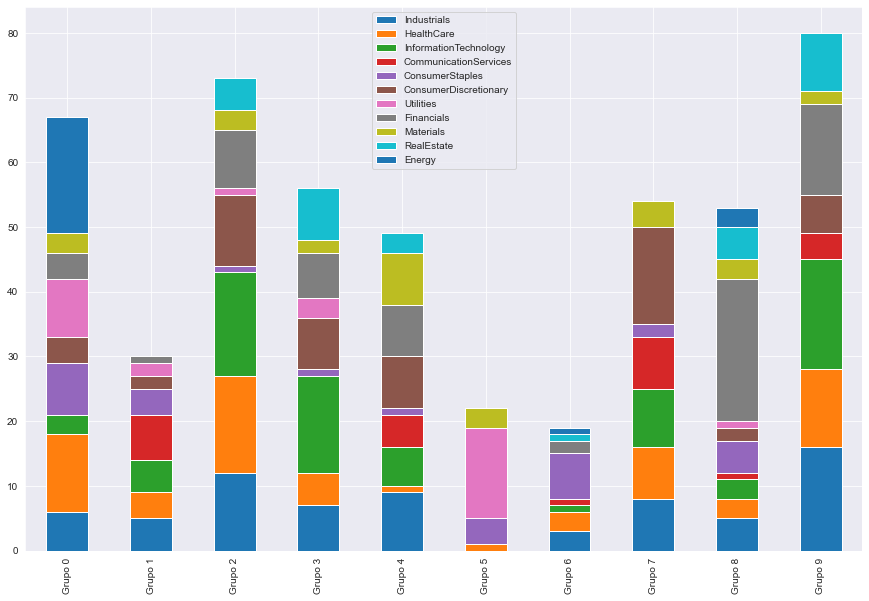 Industrials
HealthCare
InformationTechnology
CommunicationServices
ConsumerStaples
ConsumerDiscretionary
Utilities
Financials
Materials
RealEstate
Energy
80
70
60
50
40
30
20
10
0
Grupo 0
Grupo 1
Grupo 2
Grupo 3
Grupo 4
Grupo 5
Grupo 6
Grupo 7
Grupo 8
Grupo 9